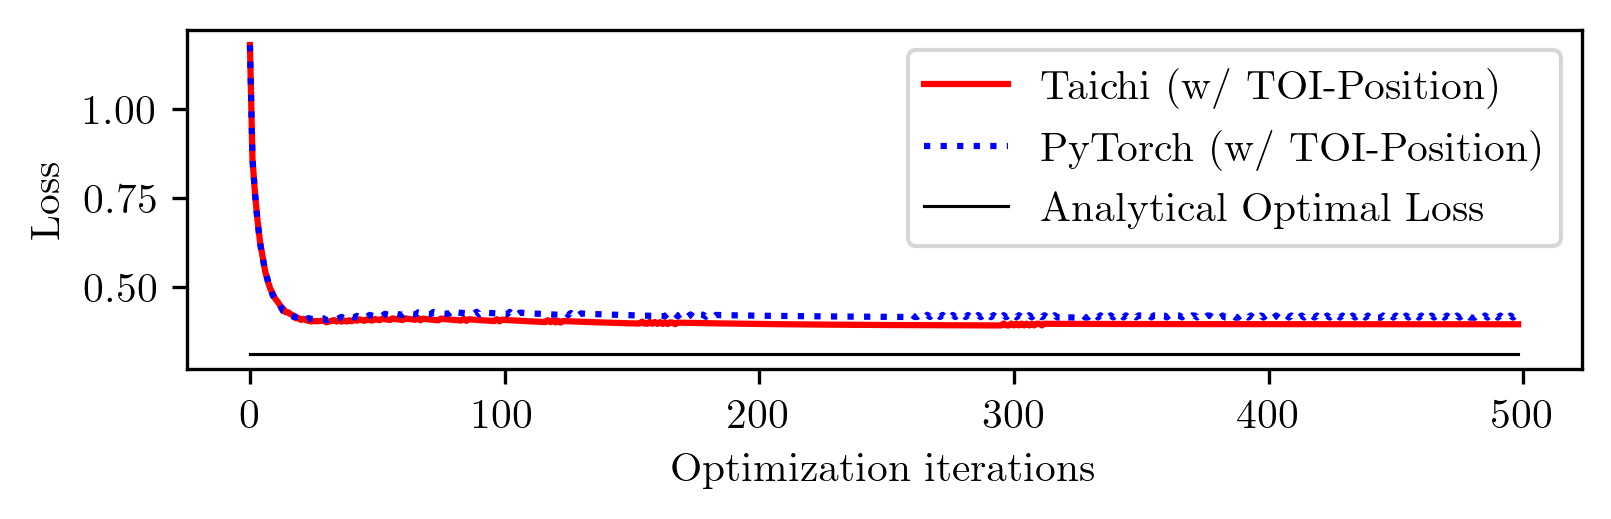 Loss
1.00
0.75
0.50
Taichi (w/ TOI-Position)
PyTorch (w/ TOI-Position)
Analytical Optimal Loss
0 100 200 300 400 500
Optimization iterations